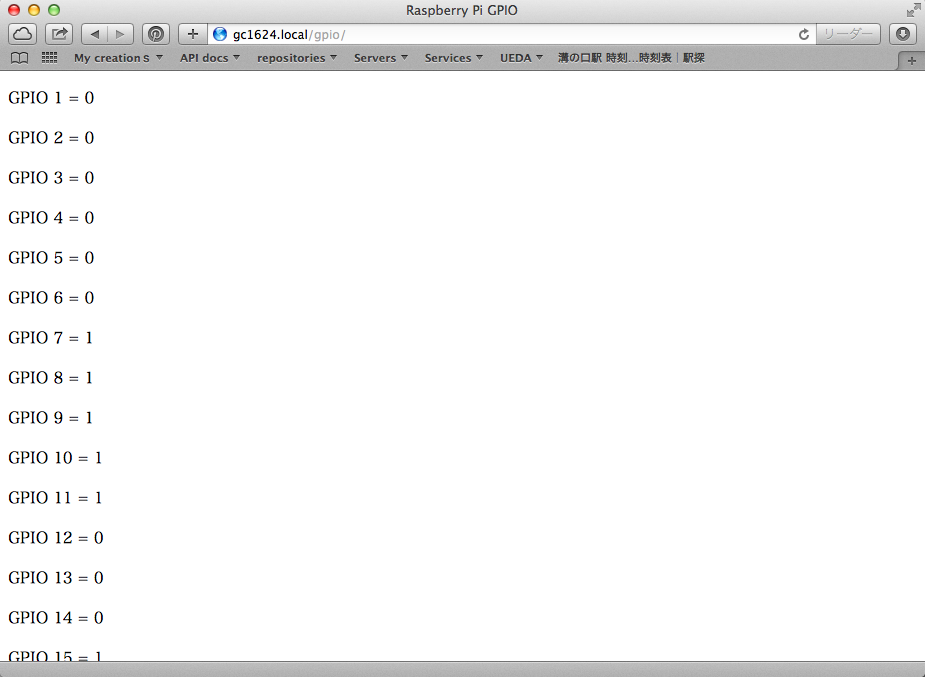 Raspberry Pi GPIO
gc1624.local/gpio/
リーダー
My creation s API docs repositories Servers Services UEDA 溝の口駅 時刻...時刻表｜駅探
GPIO 1 = 0
GPIO 2 = 0
GPIO 3 = 0
GPIO 4 = 0
GPIO 5 = 0
GPIO 6 = 0
GPIO 7 = 1
GPIO 8 = 1
GPIO 9 = 1
GPIO 10 = 1
GPIO 11 = 1
GPIO 12 = 0
GPIO 13 = 0
GPIO 14 = 0
GPIO 15 = 1